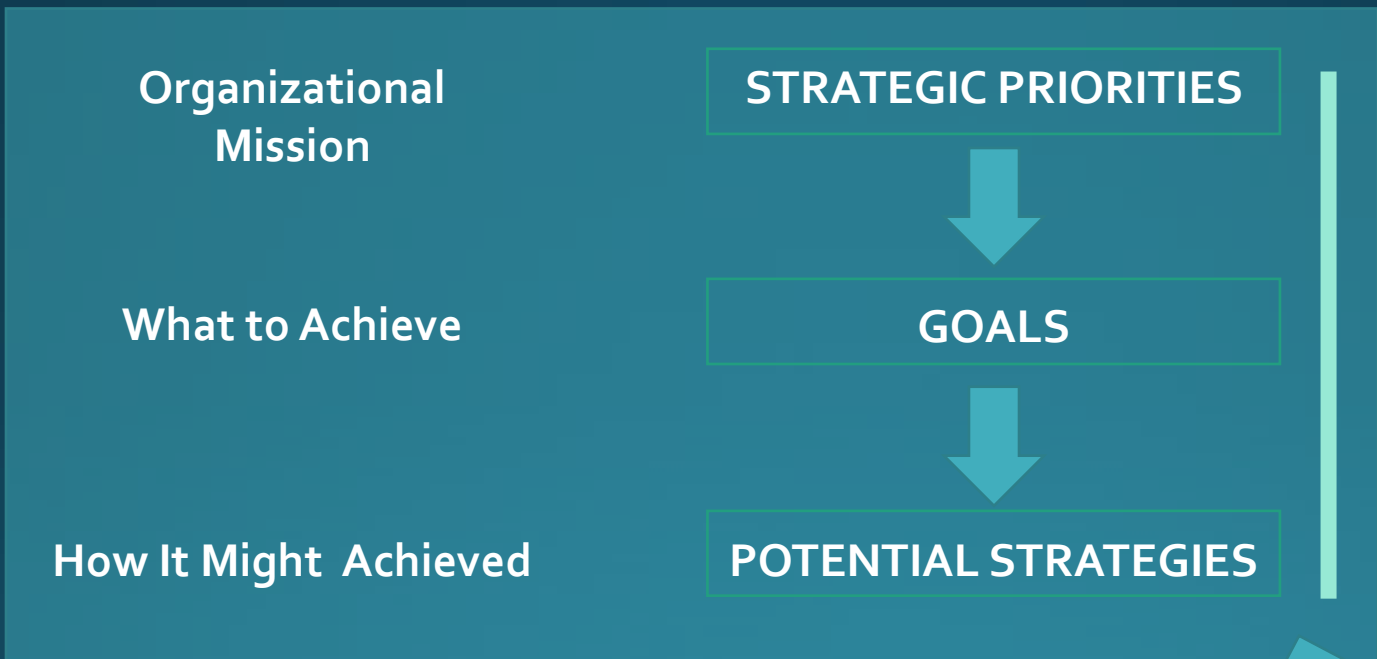 Organizational
Mission
STRATEGIC PRIORITIES
What to Achieve
GOALS
How It Might  Achieved
POTENTIAL STRATEGIES